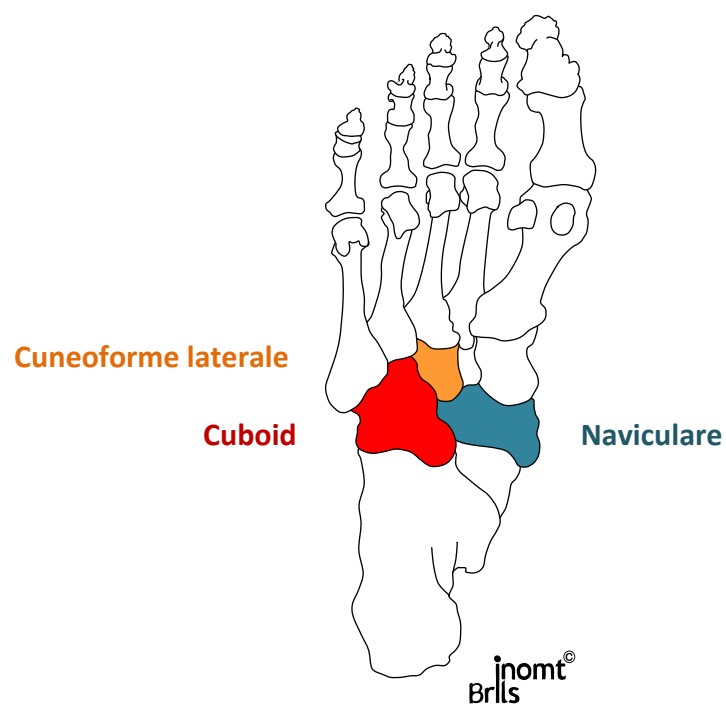 Cuneoforme laterale
Cuboid
Naviculare
inomt©
Brlls